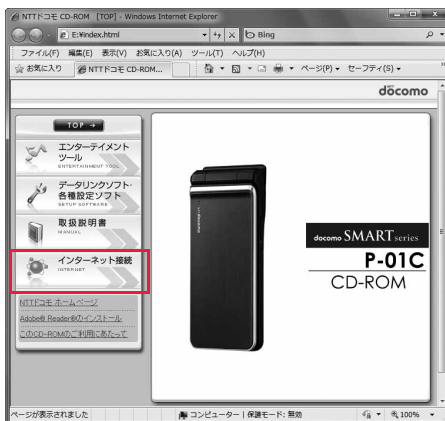 NTTドコモ CD-ROM [TOP] - Windows Internet Explorer
E:¥index.html
Bing
ファイル(F) 編集(E) 表示(V) お気に入り(A) ツール(T) ヘルプ(H)
お気に入り NTTドコモ CD-ROM... ページ(P) セーフティ(S)
döcomo
TOP →
エンターテイメント
ツール
ENTERTAINMENT TOOL
データリンクソフト・
各種設定ソフト
SETUP SOFTWARE
取扱説明書
MANUAL
インターネット接続
INTERNET
NTTドコモ ホームページ
Adobe® Reader®のインストール
このCD-ROMのご利用にあたって
docomo SMART series
P-01C
CD-ROM
ページが表示されました コンピューター | 保護モード: 無効 100%